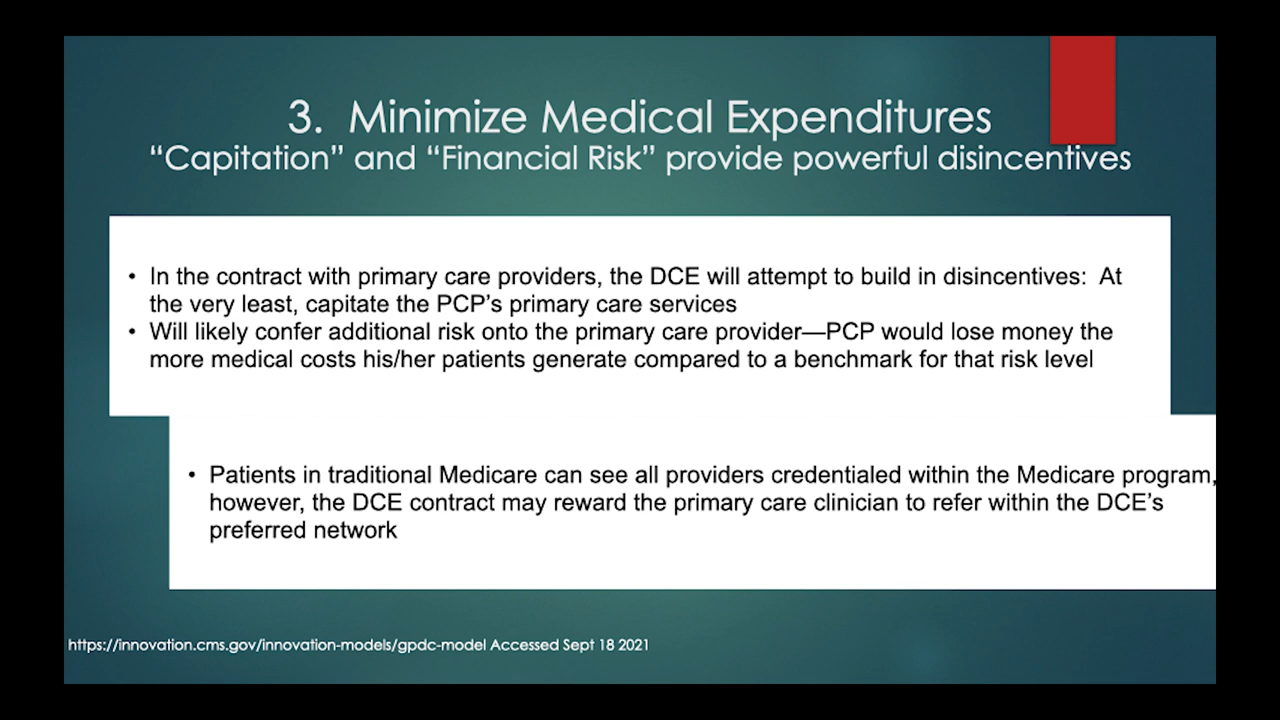 3. Minimize Medical Expenditures
“Capitation” and “Financial Risk” provide powerful disincentives
• In the contract with primary care providers, the DCE will attempt to build in disincentives: At
the very least, capitate the PCP’s primary care services
• Will likely confer additional risk onto the primary care provider—PCP would lose money the
more medical costs his/her patients generate compared to a benchmark for that risk level
• Patients in traditional Medicare can see all providers credentialed within the Medicare program,
however, the DCE contract may reward the primary care clinician to refer within the DCE’s
preferred network
https://innovation.cms.gov/innovation-models/gpdc-model Accessed Sept 18 2021